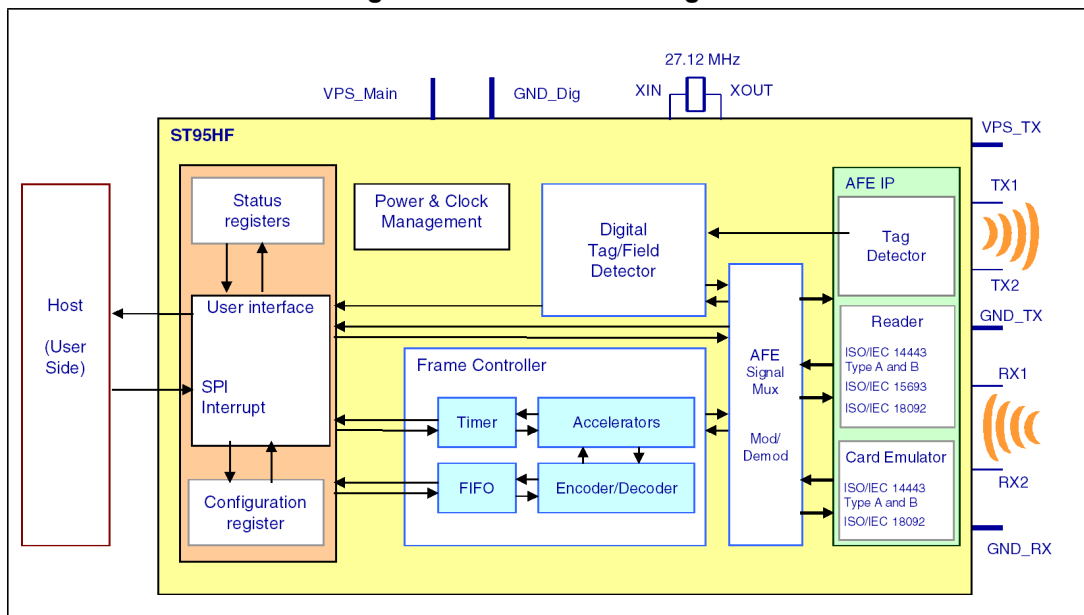 27.12 MHz
VPS_Main
GND_Dig
XIN
XOUT
ST95HF
VPS_TX
Status
registers
Power & Clock
Management
Digital
Tag/Field
Detector
AFE IP
Tag
Detector
TX1
TX2
Host
(User
Side)
User interface
SPI
Interrupt
Configuration
register
Frame Controller
Timer
Accelerators
FIFO
Encoder/Decoder
AFE
Signal
Mux
Mod/
Demod
Reader
ISO/IEC 14443
Type A and B
ISO/IEC 15693
ISO/IEC 18092
Card Emulator
ISO/IEC 14443
Type A and B
ISO/IEC 18092
GND_TX
RX1
RX2
GND_RX